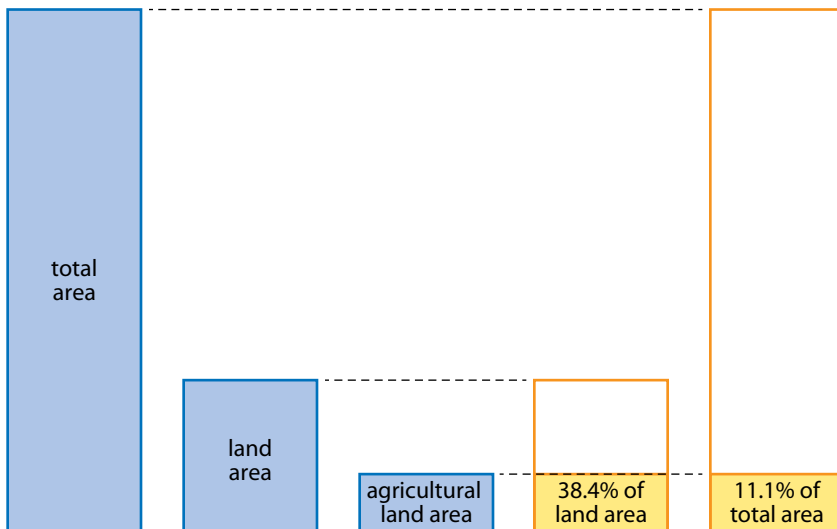 total
area
land
area
agricultural
land area
38.4% of
land area
11.1% of
total area